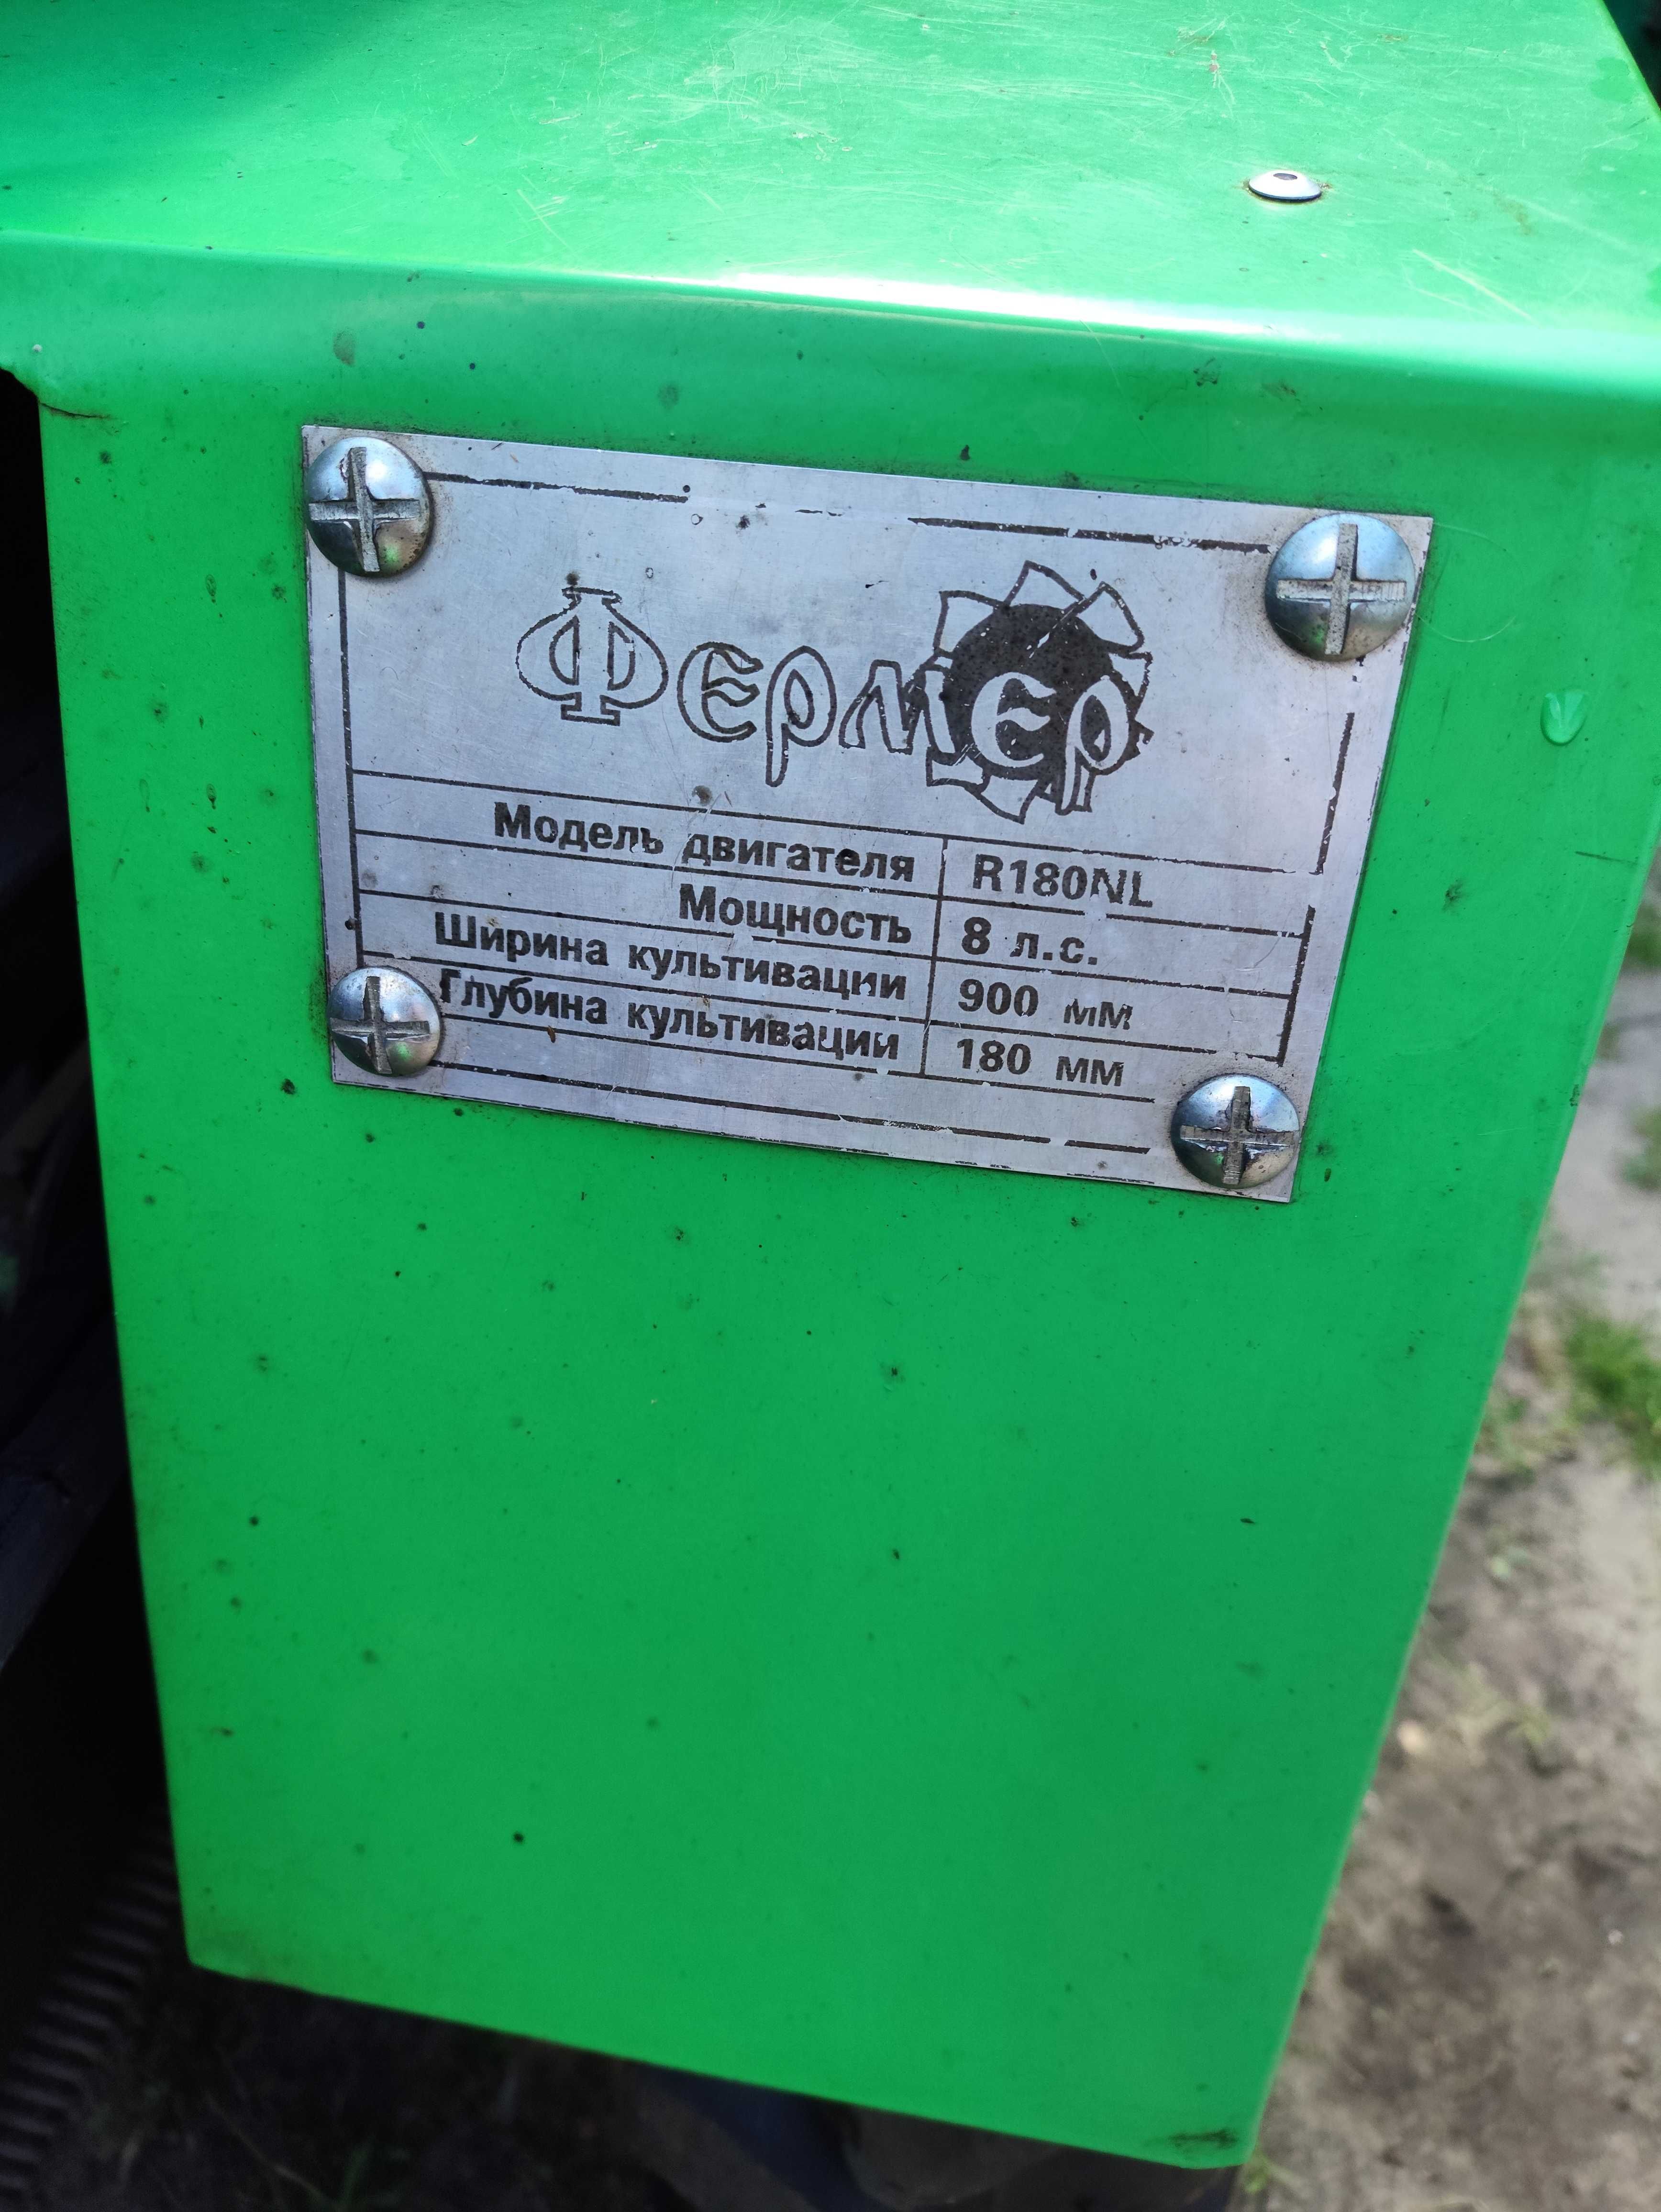 Фермер
Модель двигателя R180NL
Мощность 8 л.с.
Ширина культивации 900 мм
Глубина культивации 180 мм